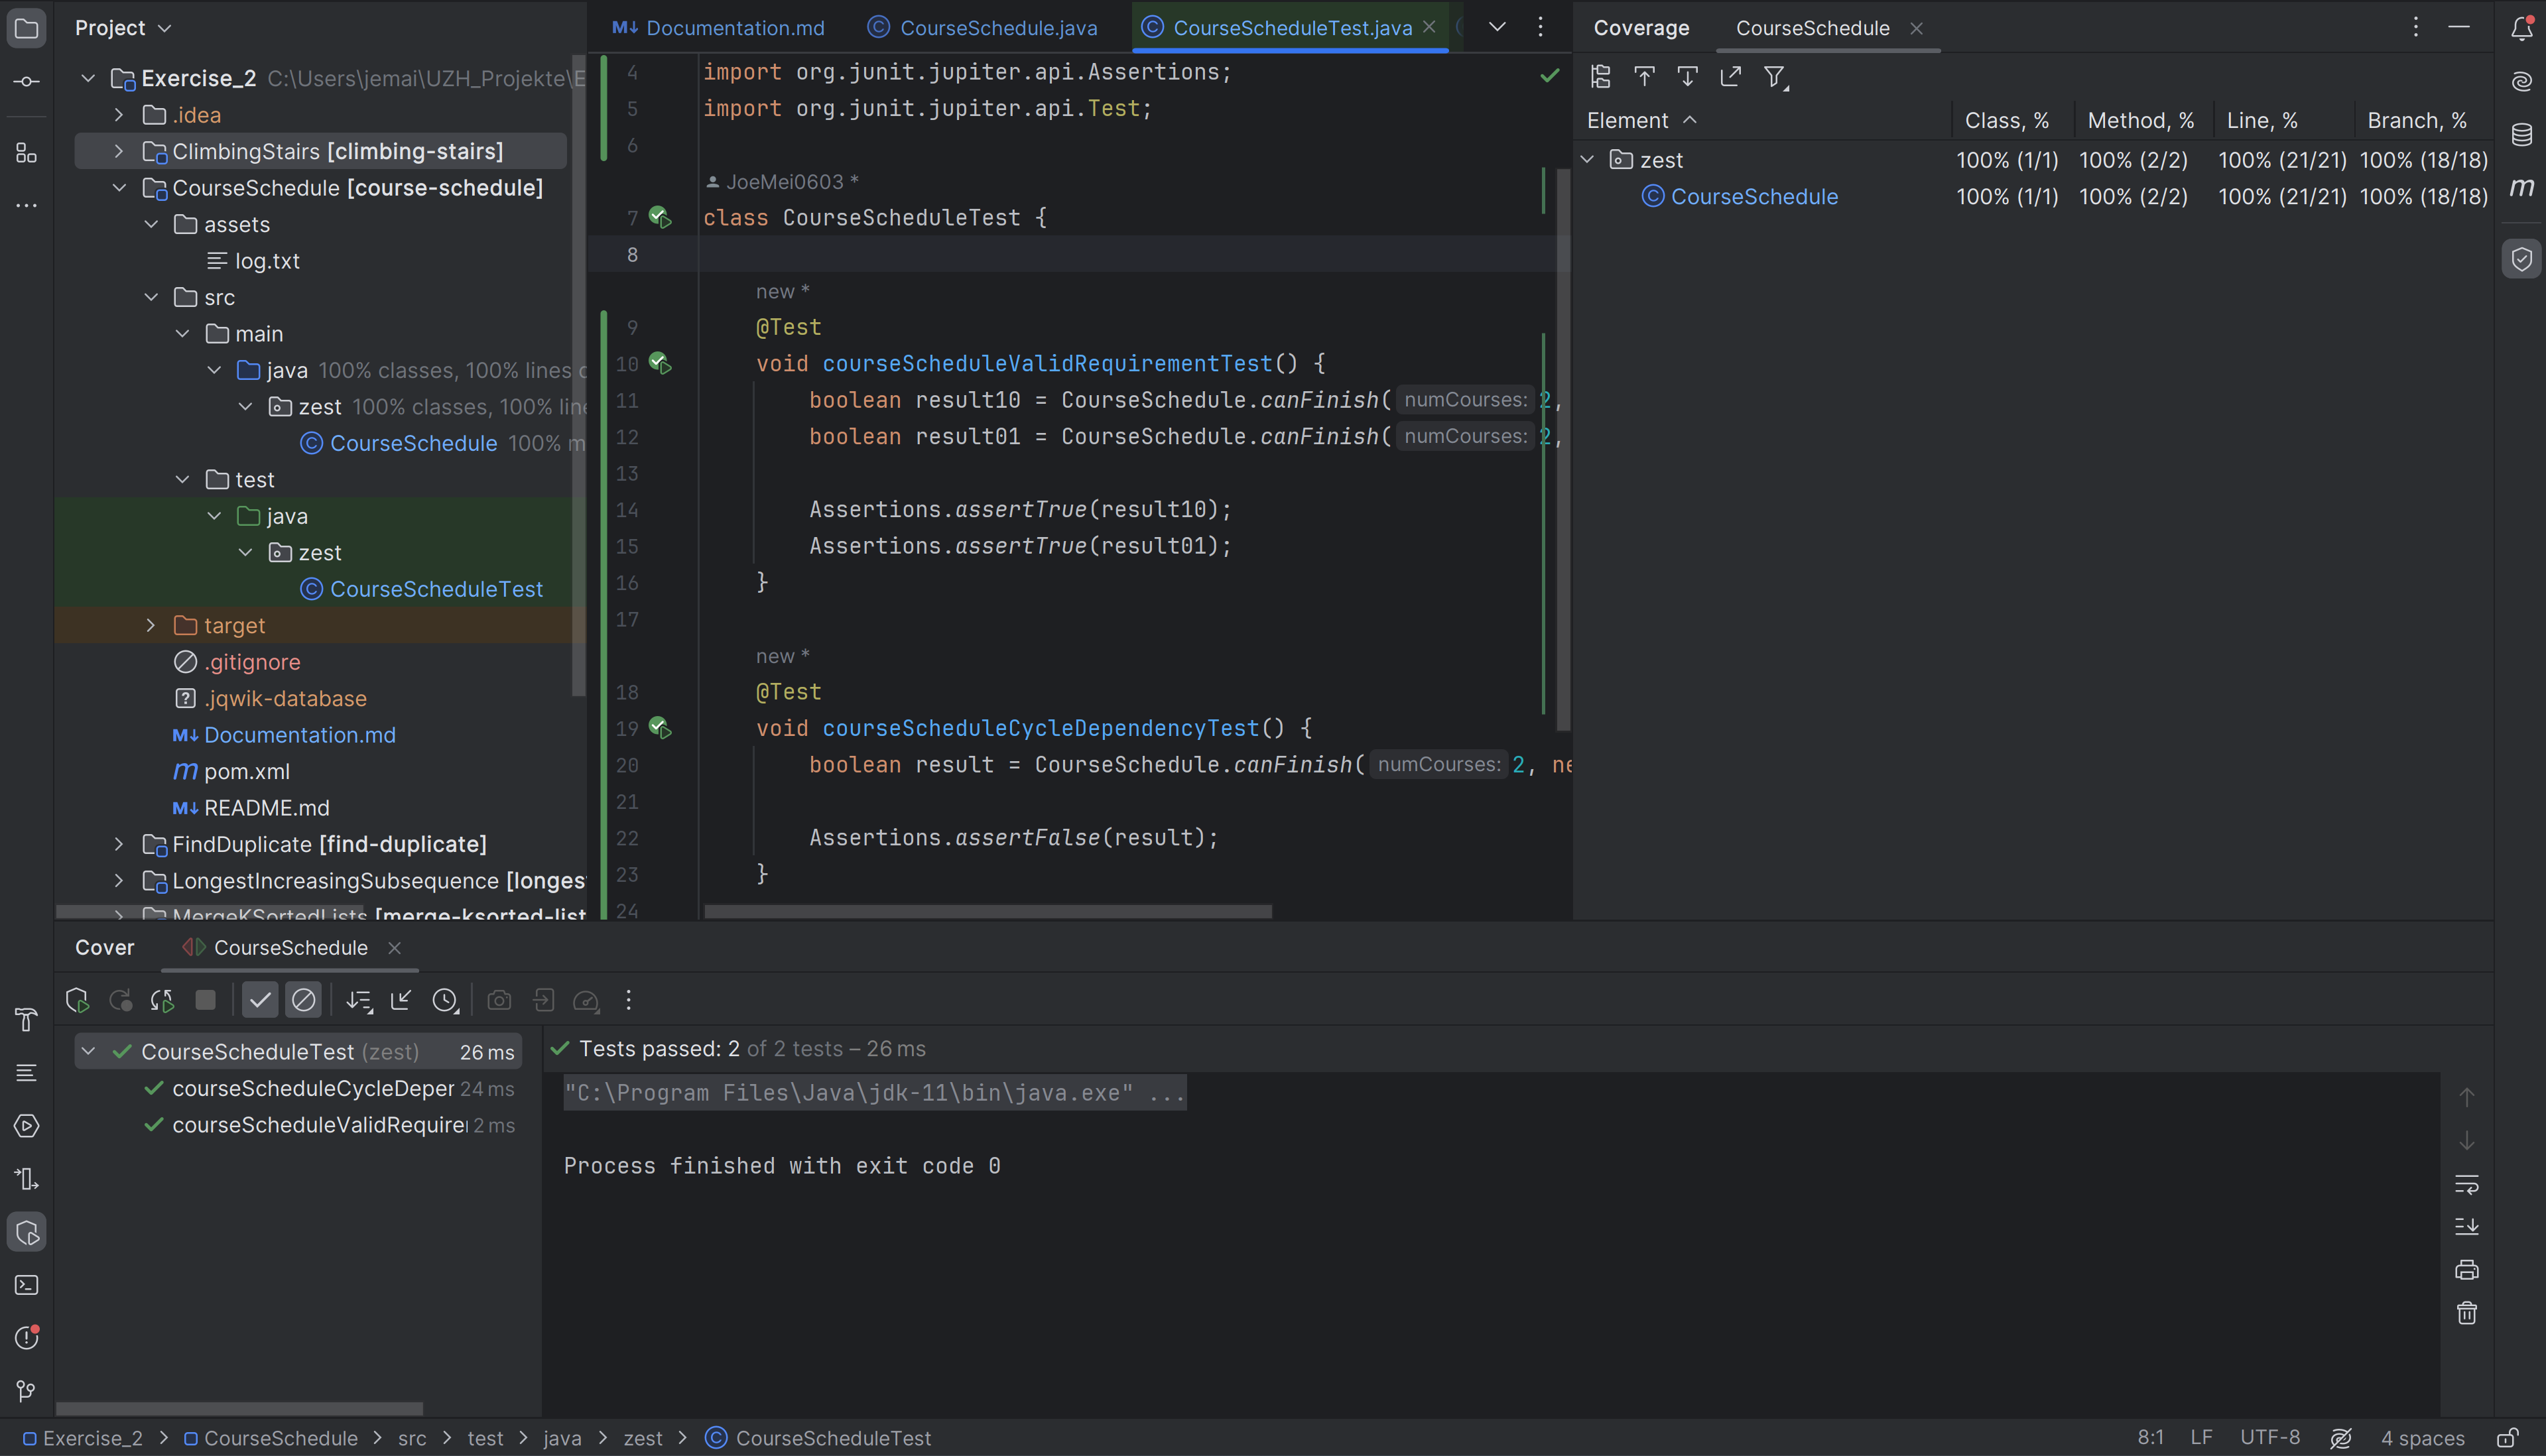 Project
Exercise_2 C:\Users\jemai\UZH_Projekte\E
.idea
ClimbingStairs [climbing-stairs]
CourseSchedule [course-schedule]
assets
log.txt
src
main
java 100% classes, 100% lines c
zest 100% classes, 100% line
CourseSchedule 100% m
test
java
zest
CourseScheduleTest
target
.gitignore
.jqwik-database
Documentation.md
pom.xml
README.md
FindDuplicate [find-duplicate]
LongestIncreasingSubsequence [longes
MergeKSortedLists [merge-ksorted-list
Documentation.md CourseSchedule.java CourseScheduleTest.java
4 import org.junit.jupiter.api.Assertions;
5 import org.junit.jupiter.api.Test;
6
JoeMei0603 *
7 class CourseScheduleTest {
8
new *
9 @Test
10 void courseScheduleValidRequirementTest() {
11 boolean result10 = CourseSchedule.canFinish( numCourses: 2,
12 boolean result01 = CourseSchedule.canFinish( numCourses: 2,
13
14 Assertions.assertTrue(result10);
15 Assertions.assertTrue(result01);
16 }
17
new *
18 @Test
19 void courseScheduleCycleDependencyTest() {
20 boolean result = CourseSchedule.canFinish( numCourses: 2, ne
21
22 Assertions.assertFalse(result);
23 }
24
Coverage CourseSchedule
Element Class, % Method, % Line, % Branch, %
zest 100% (1/1) 100% (2/2) 100% (21/21) 100% (18/18)
CourseSchedule 100% (1/1) 100% (2/2) 100% (21/21) 100% (18/18)
Cover CourseSchedule
CourseScheduleTest (zest) 26 ms
courseScheduleCycleDeper 24 ms
courseScheduleValidRequirer 2 ms
Tests passed: 2 of 2 tests – 26 ms
"C:\Program Files\Java\jdk-11\bin\java.exe" ...
Process finished with exit code 0
Exercise_2 > CourseSchedule > src > test > java > zest > CourseScheduleTest
8:1 LF UTF-8 4 spaces